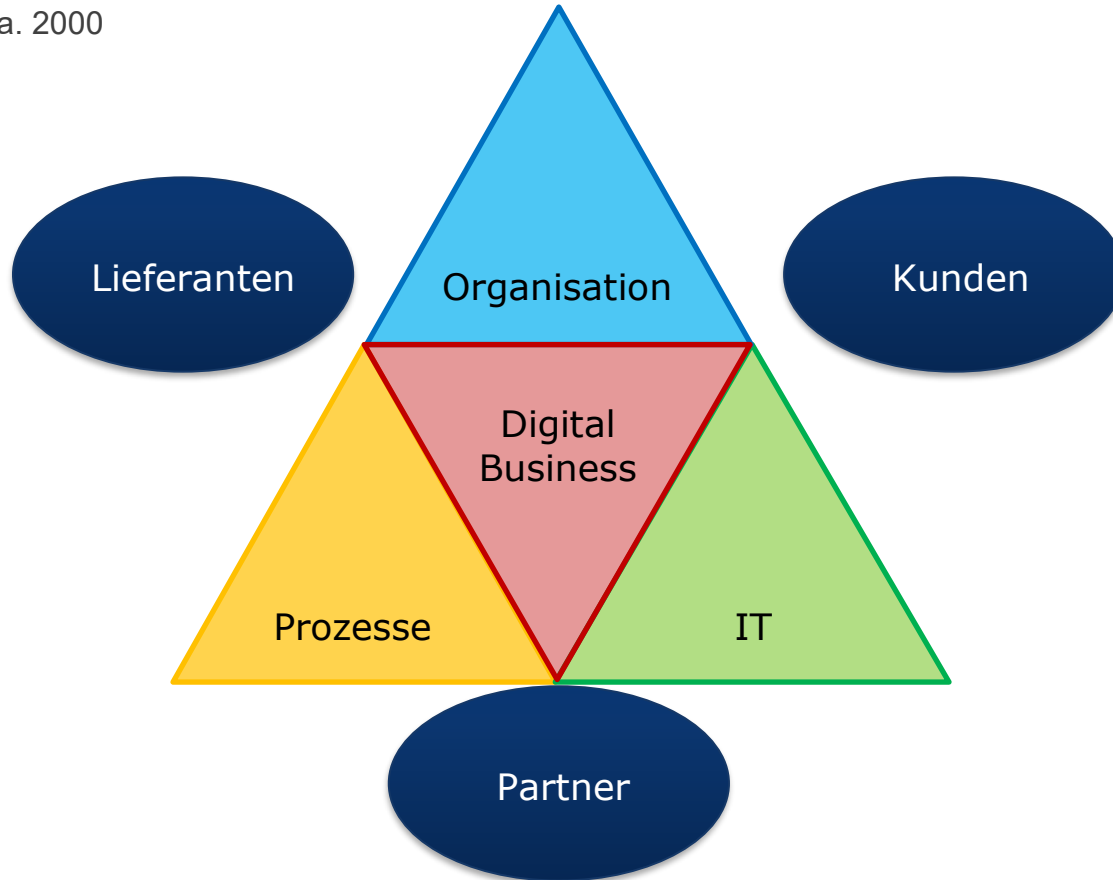 a. 2000
Lieferanten
Organisation
Kunden
Digital
Business
Prozesse
IT
Partner